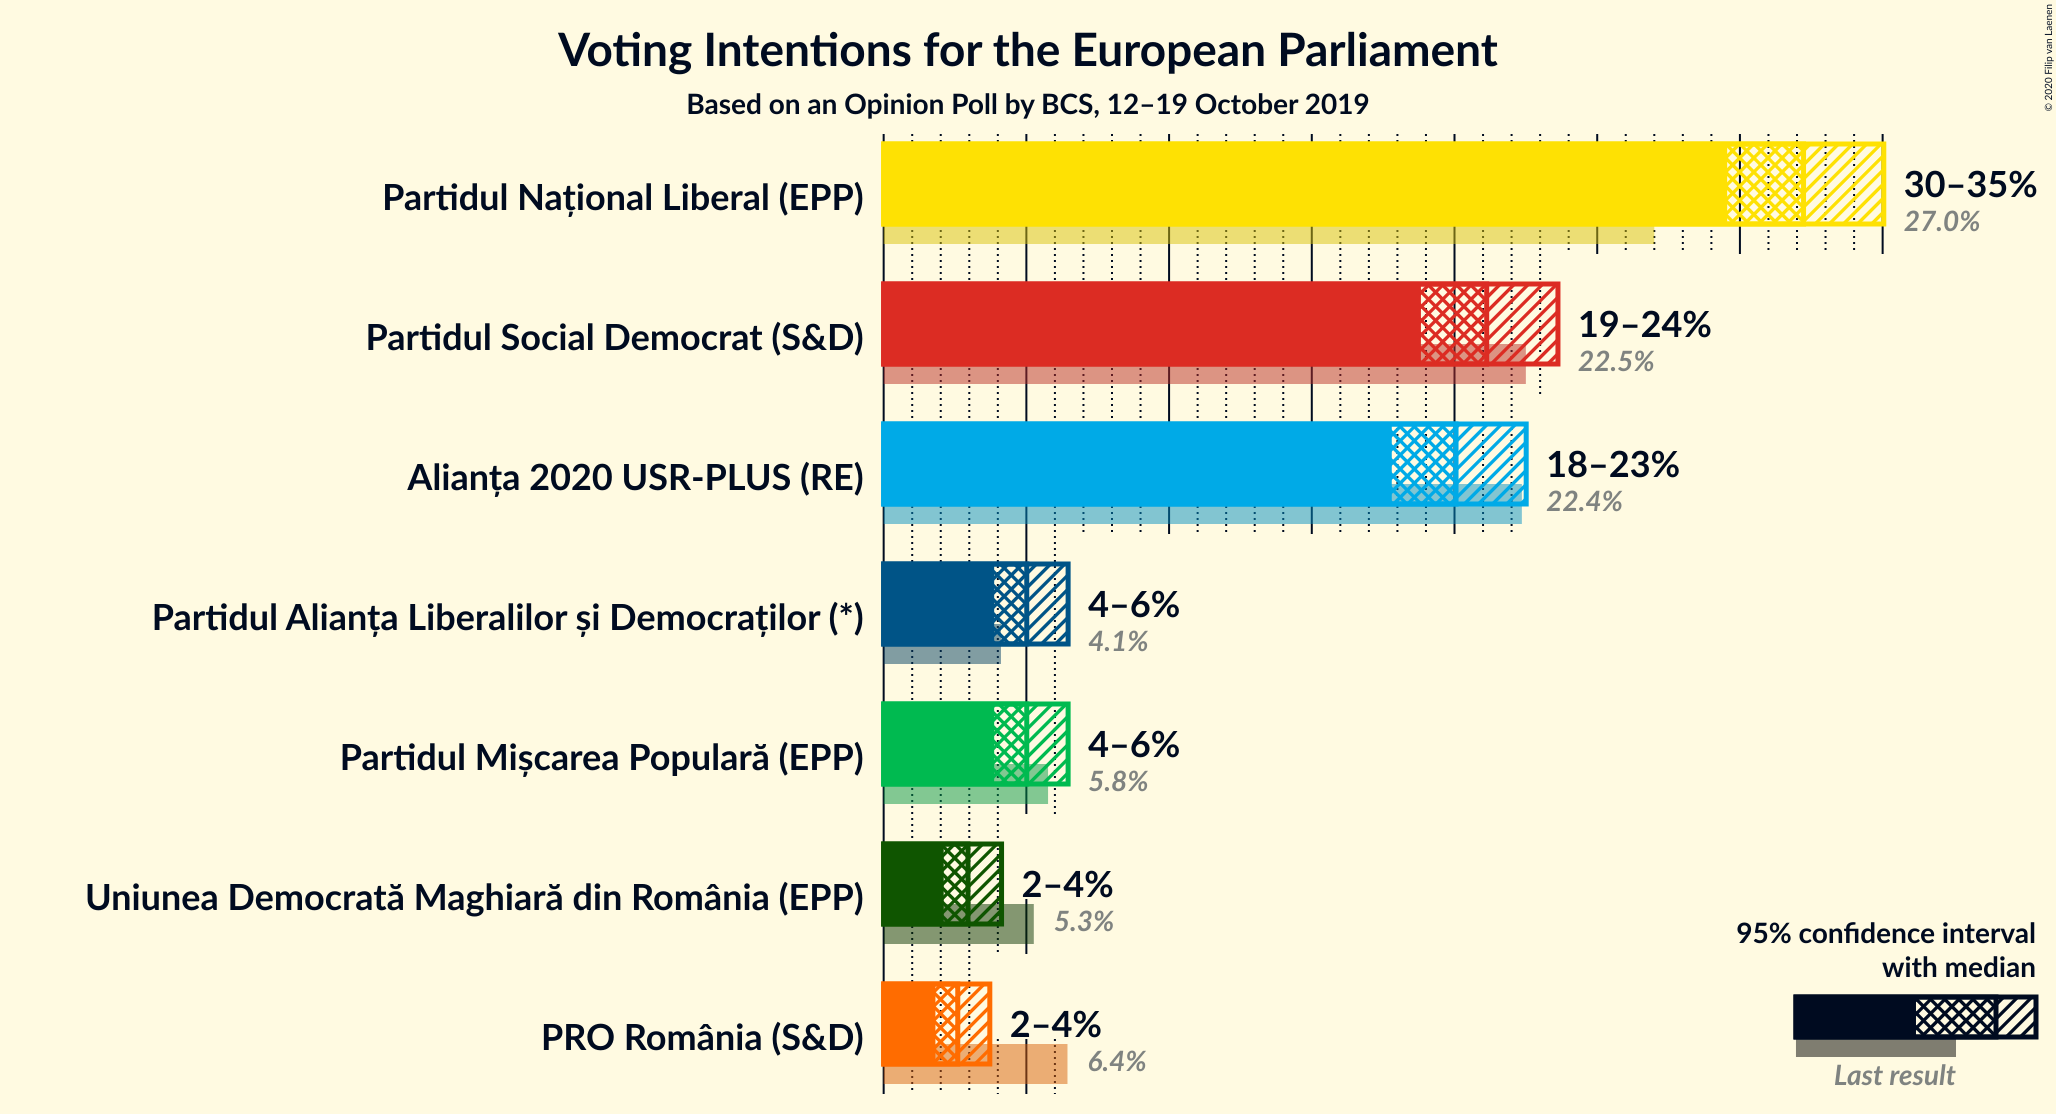 Voting Intentions for the European Parliament
Based on an Opinion Poll by BCS, 12–19 October 2019
© 2020 Filip van Laenen
Partidul Național Liberal (EPP)
30–35%
27.0%
Partidul Social Democrat (S&D)
19–24%
22.5%
Alianța 2020 USR-PLUS (RE)
18–23%
22.4%
Partidul Alianța Liberalilor și Democraților (*)
4–6%
4.1%
Partidul Mișcarea Populară (EPP)
4–6%
5.8%
Uniunea Democrată Maghiară din România (EPP)
2–4%
5.3%
PRO România (S&D)
2–4%
6.4%
95% confidence interval
with median
Last result